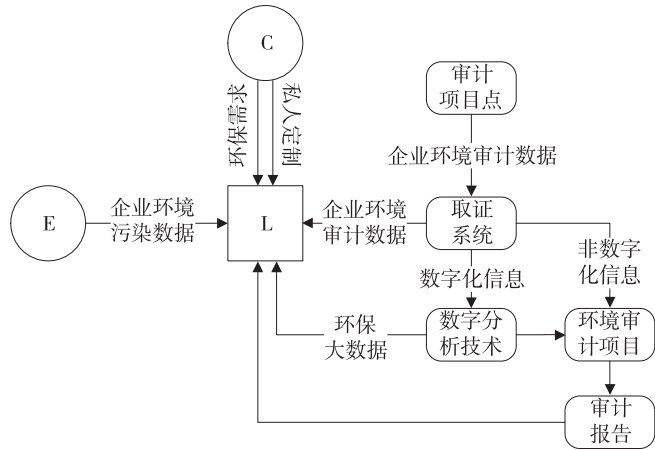 C
环保需求
私人定制
审计
项目点
企业环境审计数据
E
企业环境
污染数据
L
企业环境
审计数据
取证
系统
非数字
化信息
数字化信息
环保
大数据
数字分
析技术
环境审
计项目
审计
报告